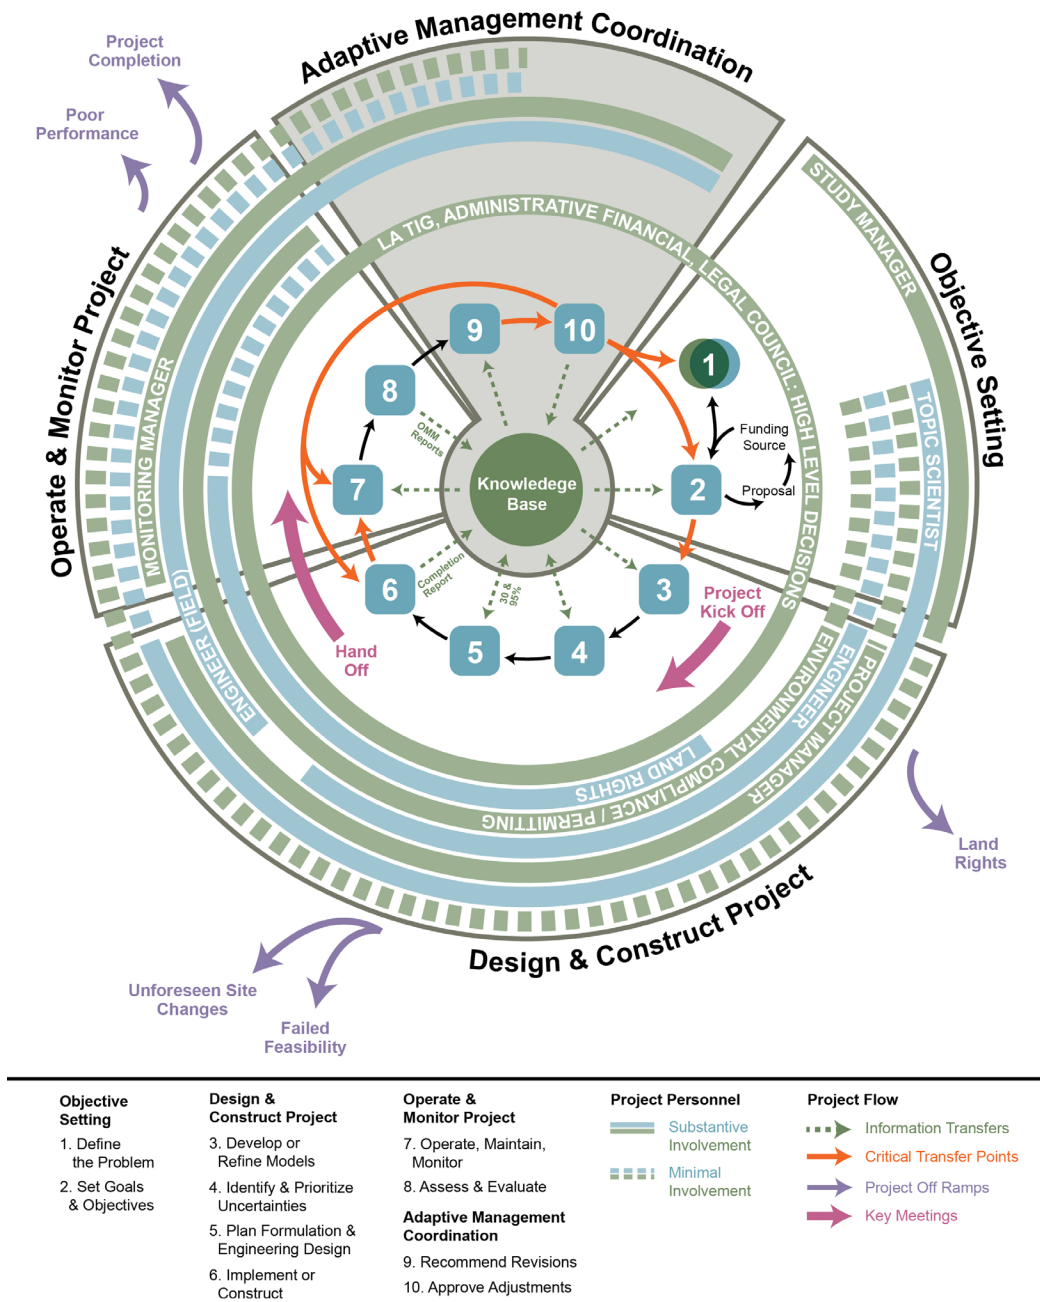 Adaptive Management Coordination
Project
Completion
Poor
Performance
Operate & Monitor Project
Objective Setting
STUDY MANAGER
LA TIG, ADMINISTRATIVE FINANCIAL, LEGAL COUNCIL: HIGH LEVEL DECISIONS
MONITORING MANAGER
TOPIC SCIENTIST
9
10
1
8
OMM
Reports
Funding
Source
Knowledege
Base
7
2
Proposal
6
Completion
Report
30 &
95%
3
Project
Kick Off
5
4
Hand
Off
ENGINEER (FIELD)
ENGINEER
PROJECT MANAGER
ENVIRONMENTAL COMPLIANCE / PERMITTING
LAND RIGHTS
Land
Rights
Design & Construct Project
Unforeseen Site
Changes
Failed
Feasibility
Objective
Setting
1. Define
the Problem
2. Set Goals
& Objectives
Design &
Construct Project
3. Develop or
Refine Models
4. Identify & Prioritize
Uncertainties
5. Plan Formulation &
Engineering Design
6. Implement or
Construct
Operate &
Monitor Project
7. Operate, Maintain,
Monitor
8. Assess & Evaluate
Adaptive Management
Coordination
9. Recommend Revisions
10. Approve Adjustments
Project Personnel
Substantive
Involvement
Minimal
Involvement
Project Flow
Information Transfers
Critical Transfer Points
Project Off Ramps
Key Meetings